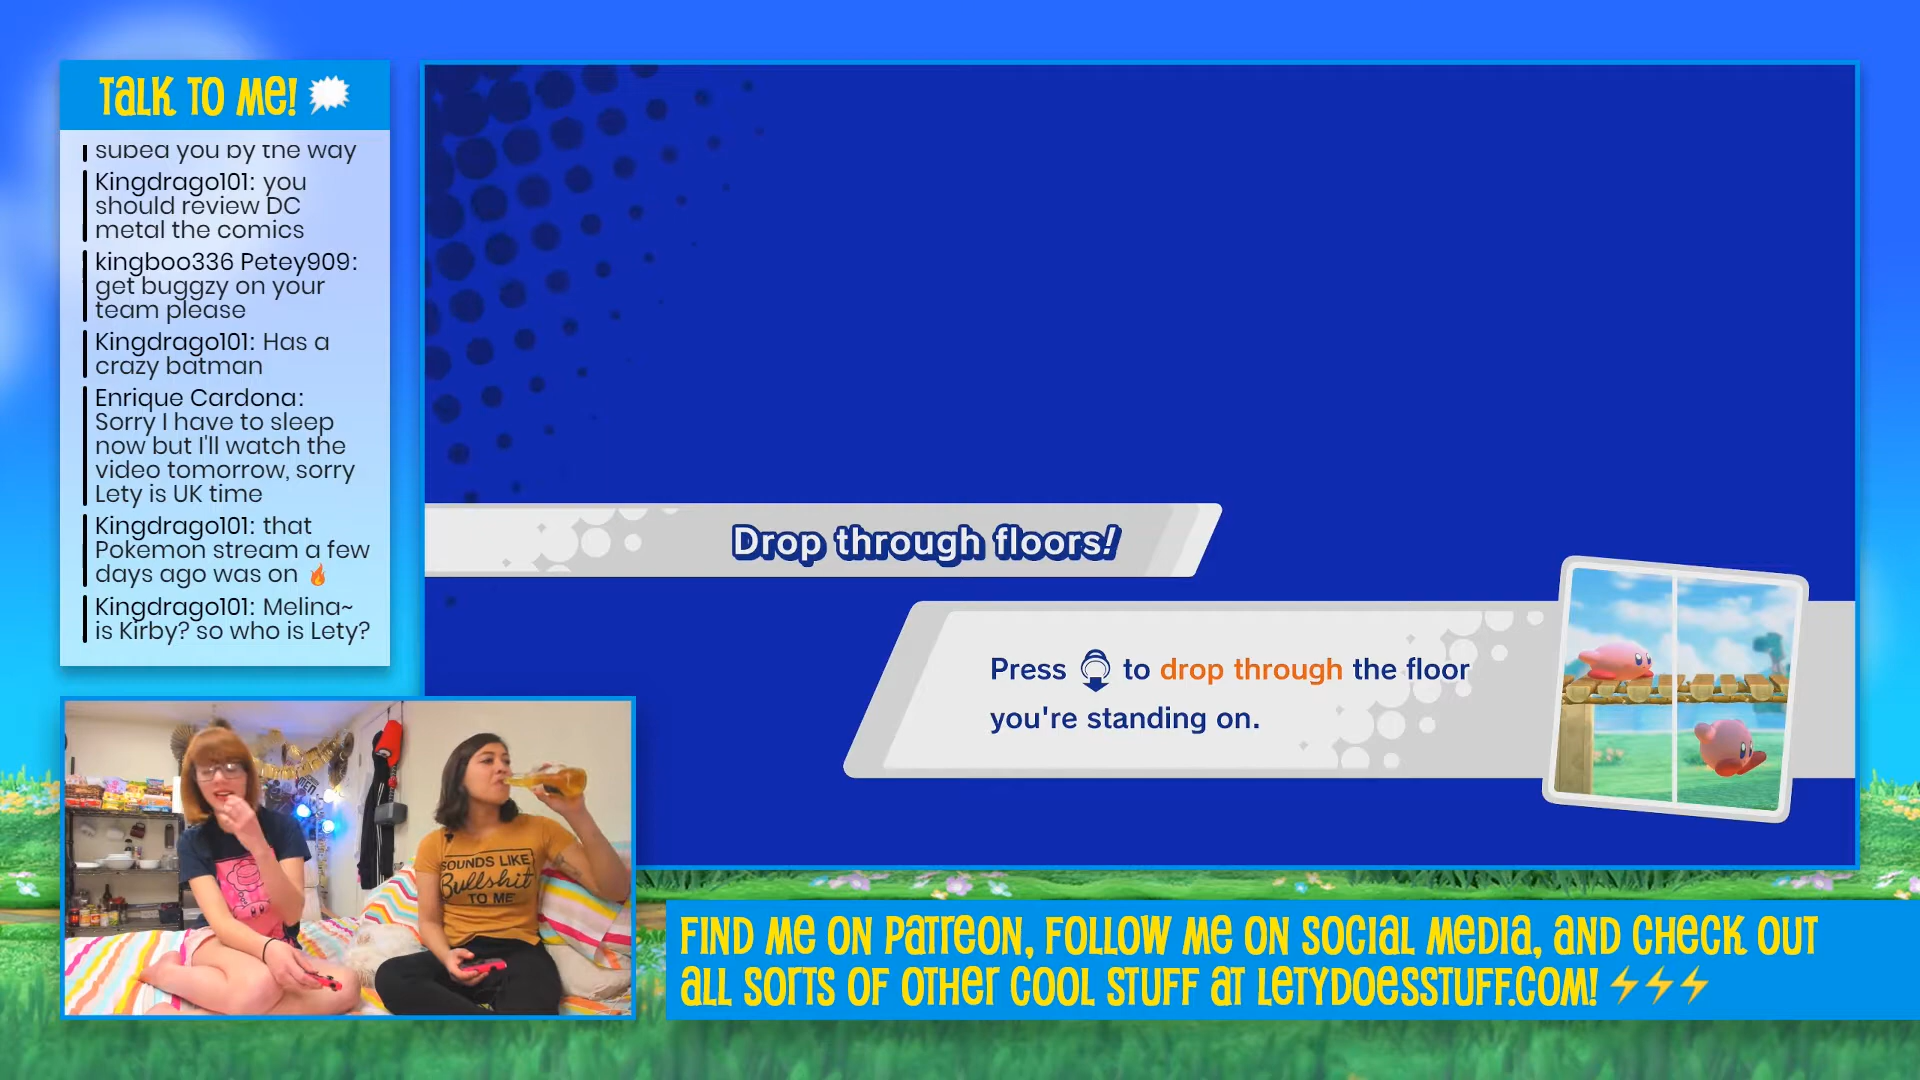 TALK TO ME!
subed you by the way
Kingdrago101: you
should review DC
metal the comics
kingboo336 Petey909:
get buggzy on your
team please
Kingdrago101: Has a
crazy batman
Enrique Cardona:
Sorry I have to sleep
now but I'll watch the
video tomorrow, sorry
Lety is UK time
Kingdrago101: that
Pokemon stream a few
days ago was on 🔥
Kingdrago101: Melina~
is Kirby? so who is Lety?
Drop through floors!
Press to drop through the floor
you're standing on.
SOUNDS LIKE
Bullshit
TO ME
FIND ME ON PATREON, FOLLOW ME ON SOCIAL MEDIA, AND CHECK OUT
ALL SORTS OF OTHER COOL STUFF AT LETYDOESSTUFF.COM! ⚡⚡⚡